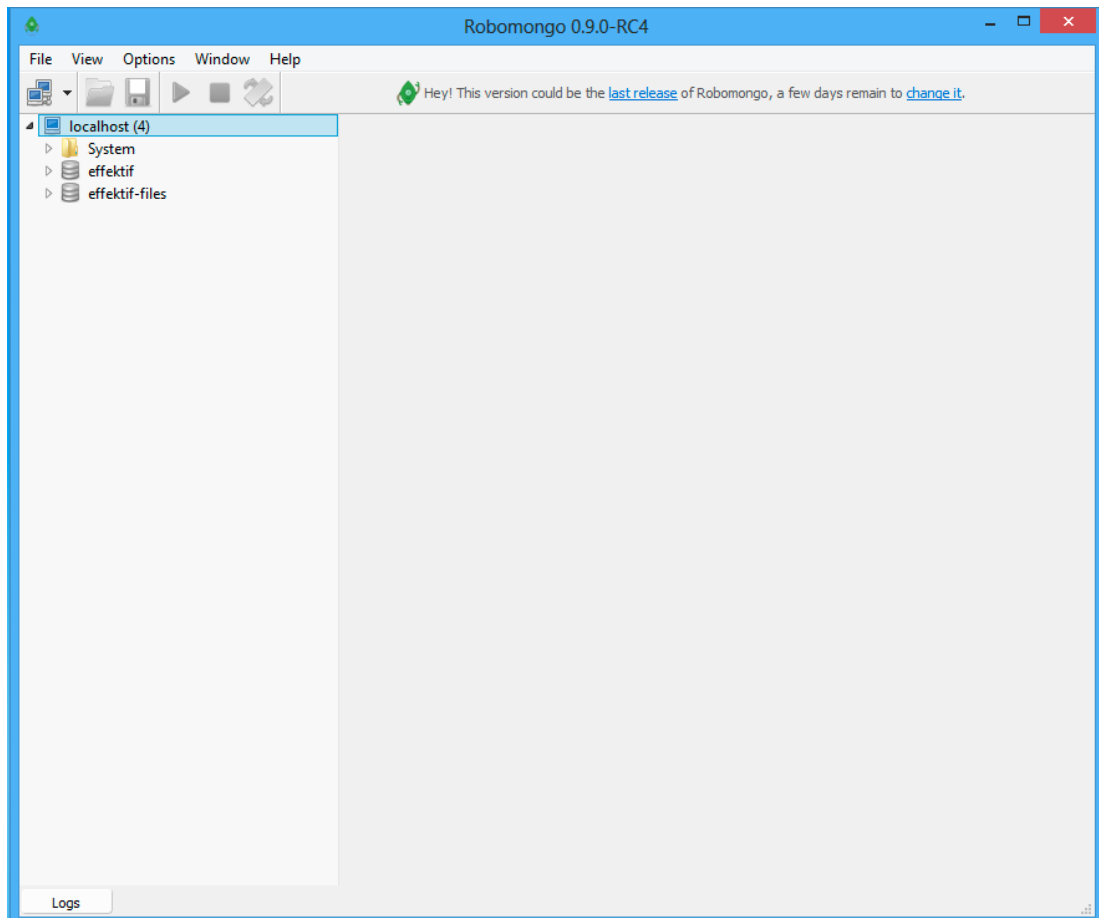 Robomongo 0.9.0-RC4
File View Options Window Help
Hey! This version could be the last release of Robomongo, a few days remain to change it.
localhost (4)
System
effektif
effektif-files
Logs